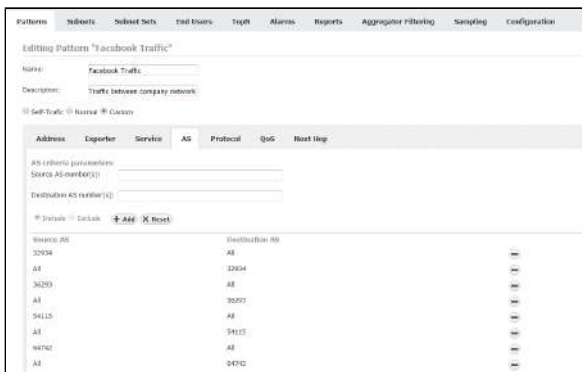 Patterns Subnets Subnet Sets End Users TopN Alarms Reports Aggregator Filtering Sampling Configuration
Editing Pattern "Facebook Traffic"
Name: Facebook Traffic
Description: Traffic between company network
Self-Trafic Normal Custom
Address Exporter Service AS Protocol QoS Next Hop
AS criteria parameters
Source AS number(s):
Destination AS number(s):
Include Exclude + Add X Reset
Source AS Destination AS
32934 All
All 32934
36293 All
All 36293
54115 All
All 54115
64742 All
All 64742